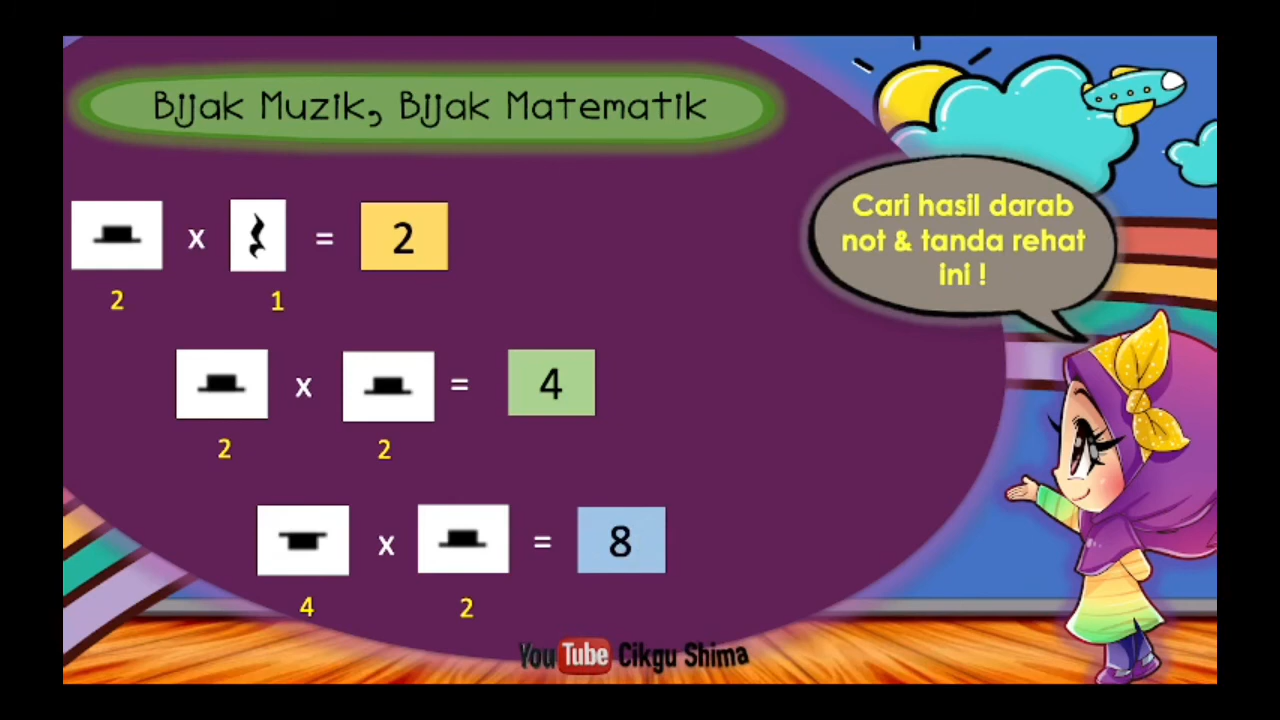 Bijak Muzik, Bijak Matematik
Cari hasil darab
not & tanda rehat
ini !
x = 2
2 1
x = 4
2 2
x = 8
4 2
YouTube Cikgu Shima